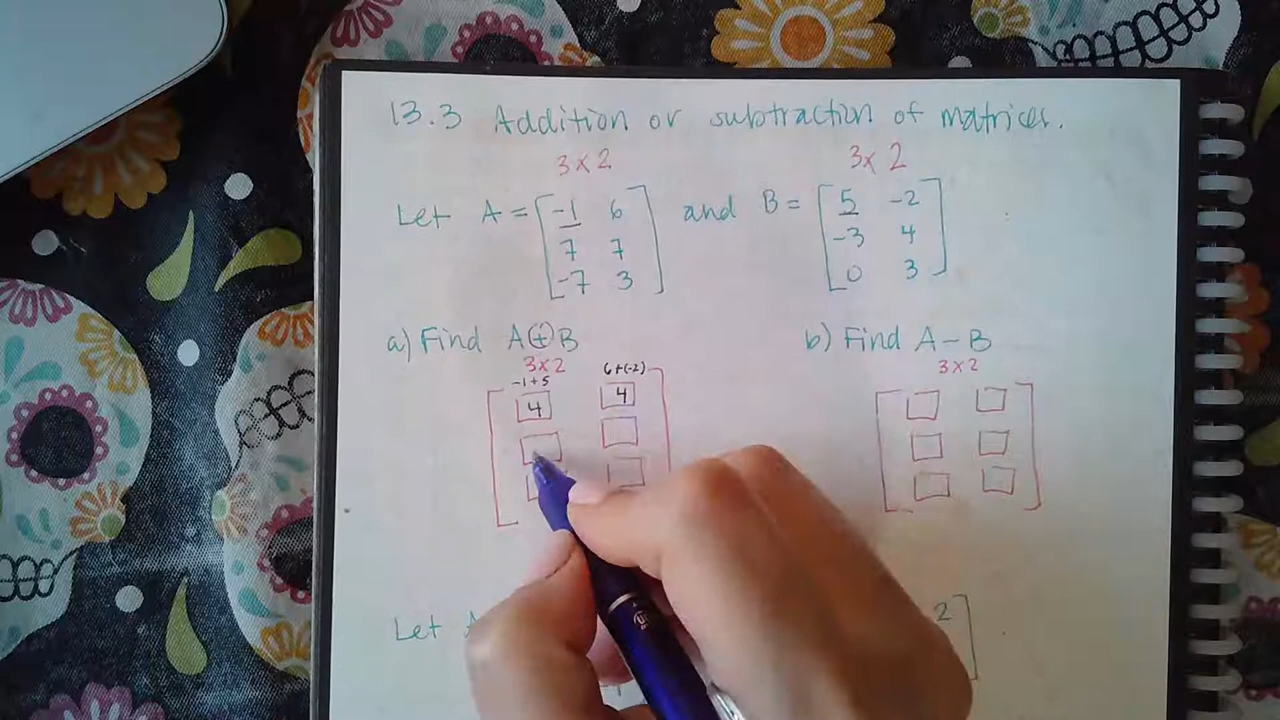 13.3 Addition or subtraction of matrices.
3x2 3x2
Let A = [ -1 6 and B = [ 5 -2
7 7 -3 4
-7 3 ] 0 3 ]
a) Find A+B b) Find A-B
3x2 3x2
-1+5 6+(-2)
4 4
Let 2